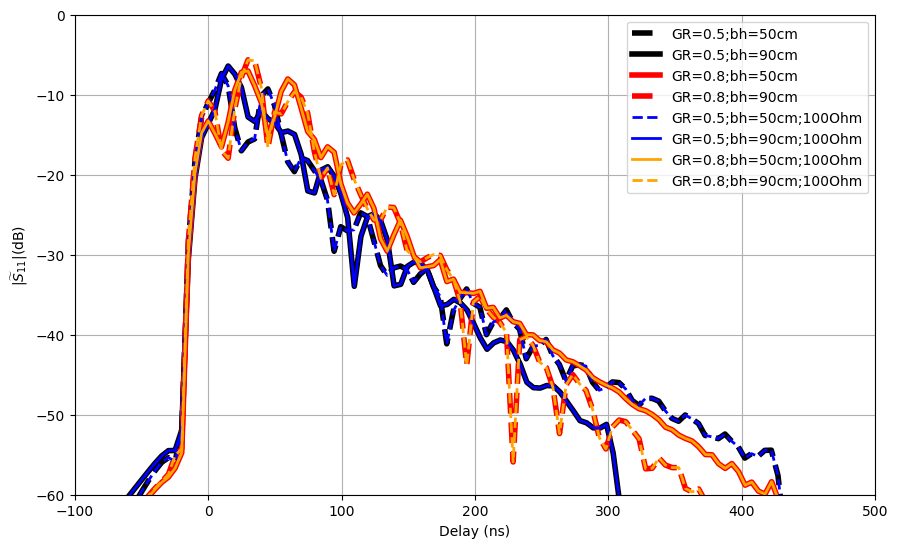 0
−10
−20
−30
−40
−50
−60
|S̃₁₁|(dB)
−100
0
100
200
300
400
500
Delay (ns)
GR=0.5;bh=50cm
GR=0.5;bh=90cm
GR=0.8;bh=50cm
GR=0.8;bh=90cm
GR=0.5;bh=50cm;100Ohm
GR=0.5;bh=90cm;100Ohm
GR=0.8;bh=50cm;100Ohm
GR=0.8;bh=90cm;100Ohm